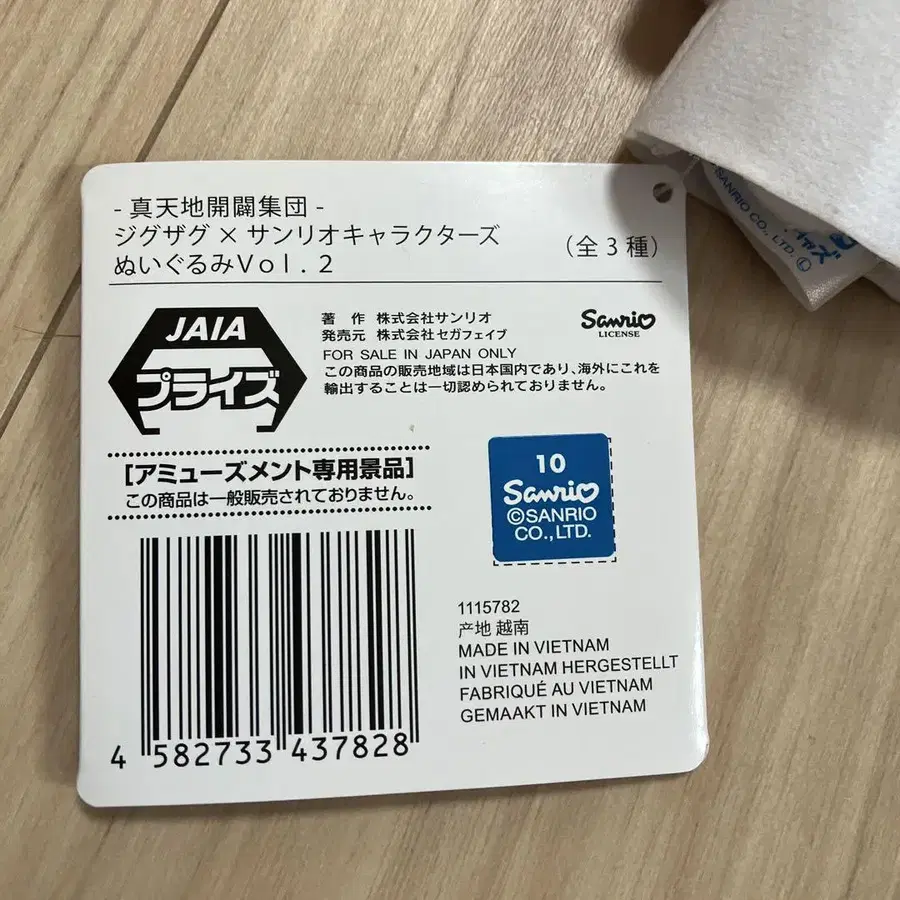 - 真天地開闢集団 -
ジグザグ × サンリオキャラクターズ
ぬいぐるみVol.2
(全3種)
JAIA
プライズ
著 作 株式会社サンリオ
発売元 株式会社セガフェイブ
FOR SALE IN JAPAN ONLY
この商品の販売地域は日本国内であり、海外にこれを
輸出することは一切認められておりません。
Sanrio
LICENSE
[アミューズメント専用景品]
この商品は一般販売されておりません。
10
Sanrio
©SANRIO
CO.,LTD.
4 582733 437828
1115782
产地 越南
MADE IN VIETNAM
IN VIETNAM HERGESTELLT
FABRIQUÉ AU VIETNAM
GEMAAKT IN VIETNAM
SANRIO
CO., LTD. Ⓛ